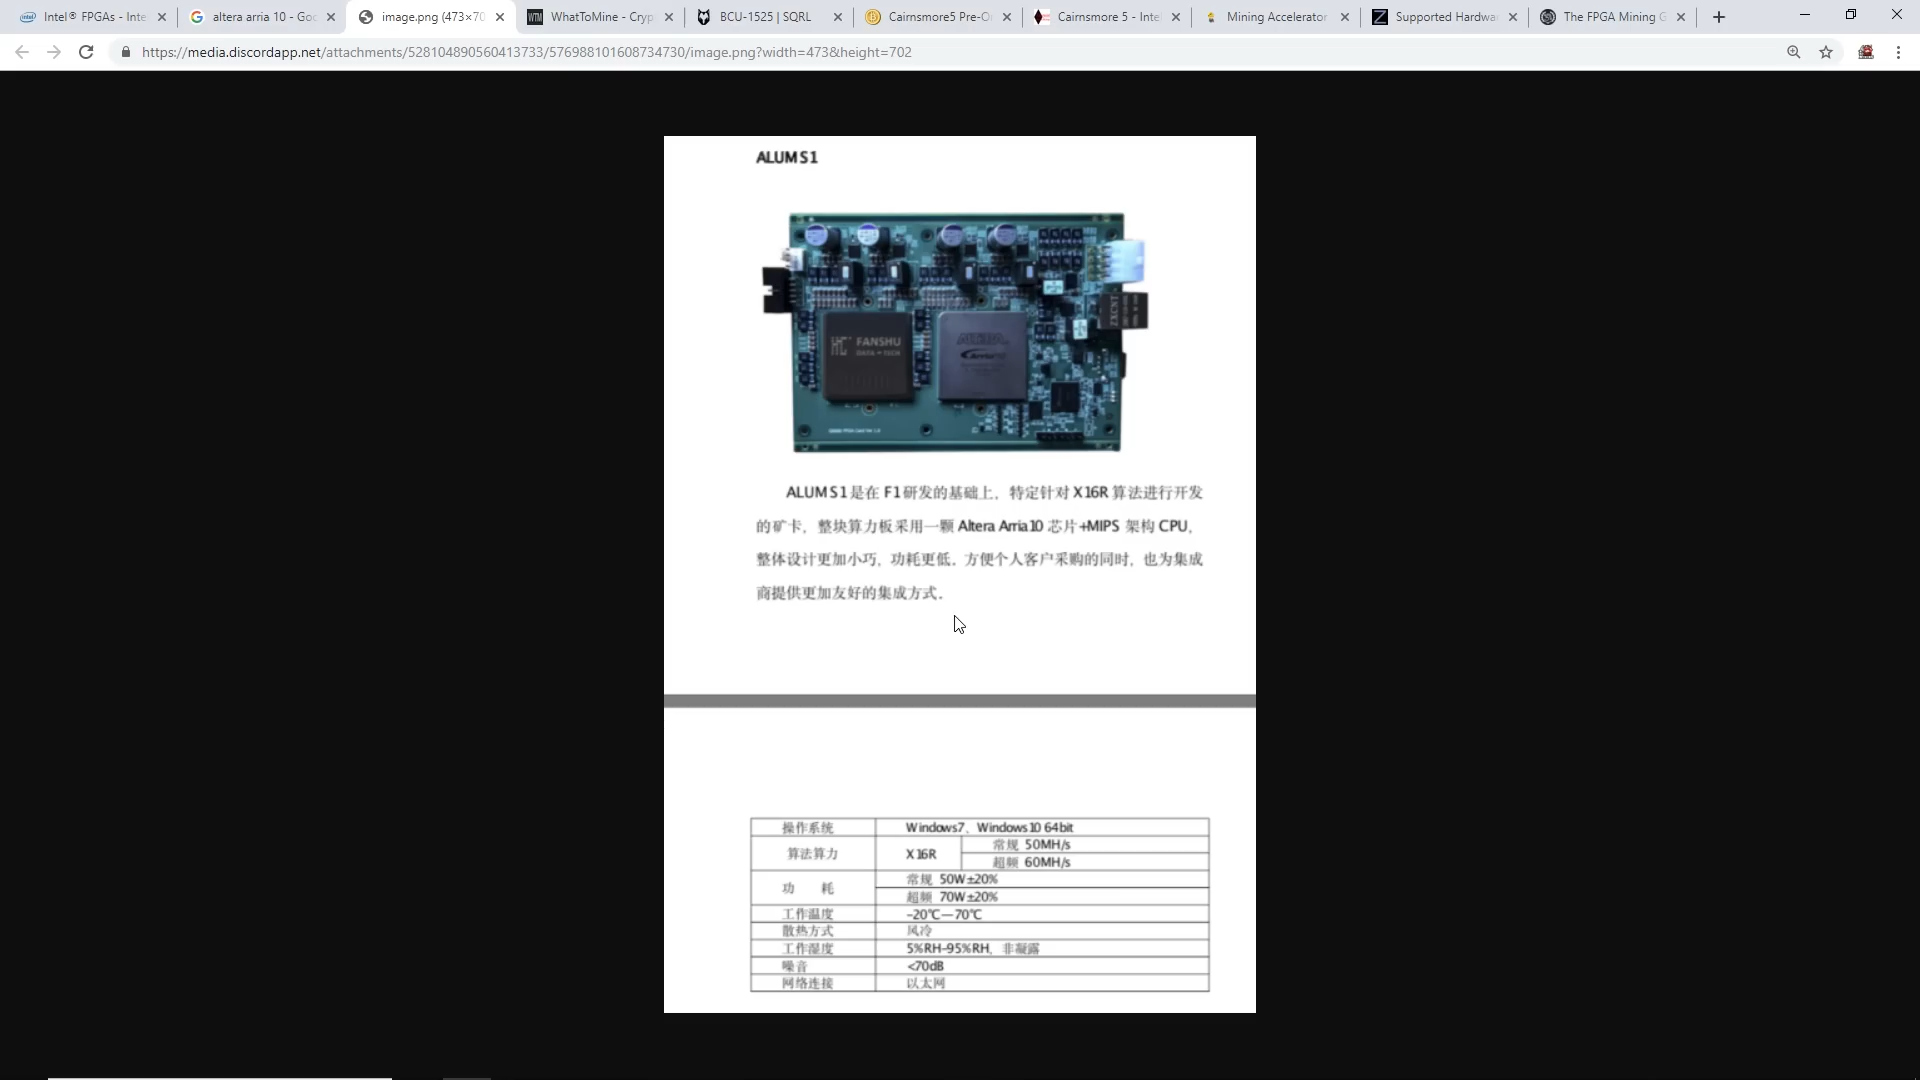 Intel® FPGAs - Inte
altera arria 10 - Goo
image.png (473×70
WhatToMine - Cryp
BCU-1525 | SQRL
Cairnsmore5 Pre-O
Cairnsmore 5 - Inte
Mining Accelerator
Supported Hardwa
The FPGA Mining G
https://media.discordapp.net/attachments/528104890560413733/576988101608734730/image.png?width=473&height=702
ALUM S1
FANSHU
DATA TECH
ALTERA
Arria 10
ZXCNT
ALUM S1是在 F1研发的基础上，特定针对 X16R 算法进行开发
的矿卡，整块算力板采用一颗 Altera Arria10 芯片+MIPS 架构 CPU，
整体设计更加小巧，功耗更低。方便个人客户采购的同时，也为集成
商提供更加友好的集成方式。
操作系统 Windows7、Windows10 64bit
算法算力 X16R 常规 50MH/s
超频 60MH/s
功 耗 常规 50W±20%
超频 70W±20%
工作温度 -20℃—70℃
散热方式 风冷
工作湿度 5%RH-95%RH，非凝露
噪音 <70dB
网络连接 以太网